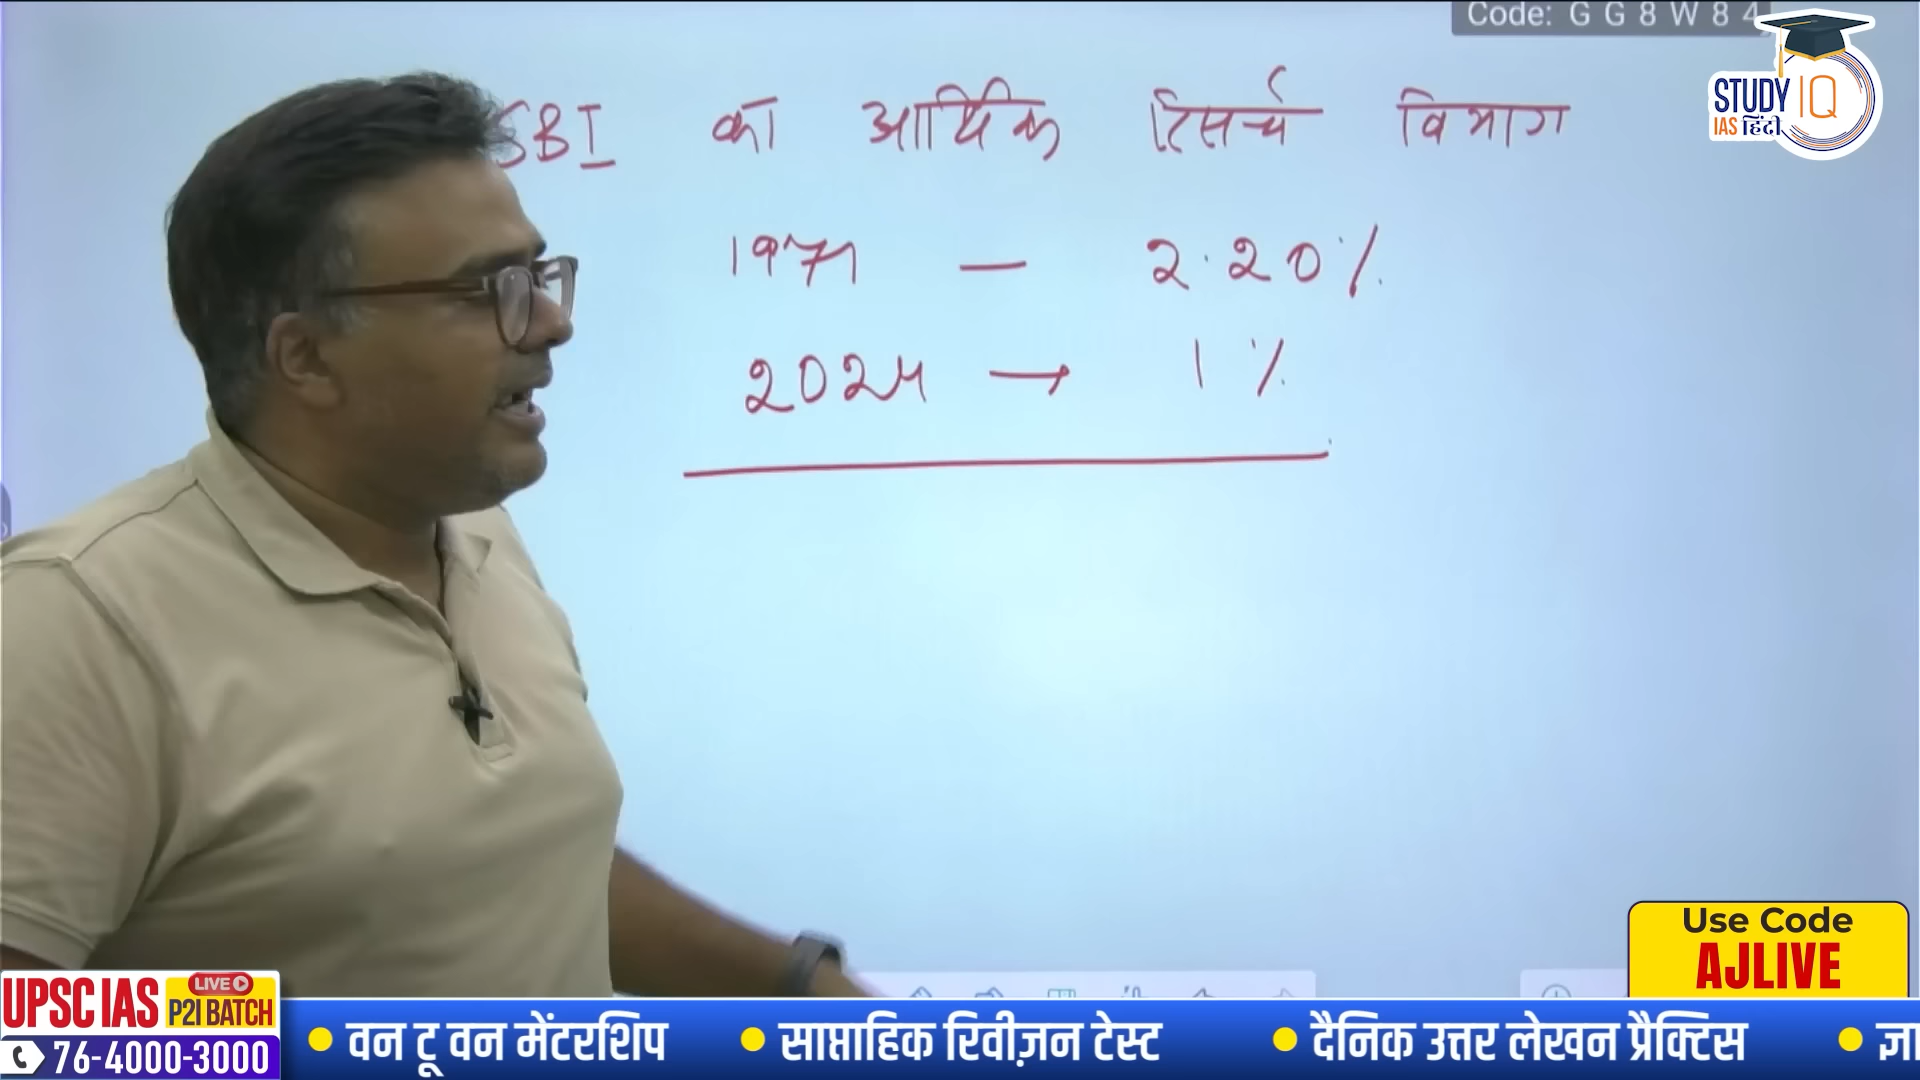 Code: G G 8 W 8 4
STUDY IQ
IAS हिंदी
SBI का आर्थिक रिसर्च विभाग
1971 — 2.20%
2024 → 1%
Use Code
AJLIVE
UPSC IAS LIVE P2I BATCH
76-4000-3000
वन टू वन मेंटरशिप साप्ताहिक रिवीज़न टेस्ट दैनिक उत्तर लेखन प्रैक्टिस